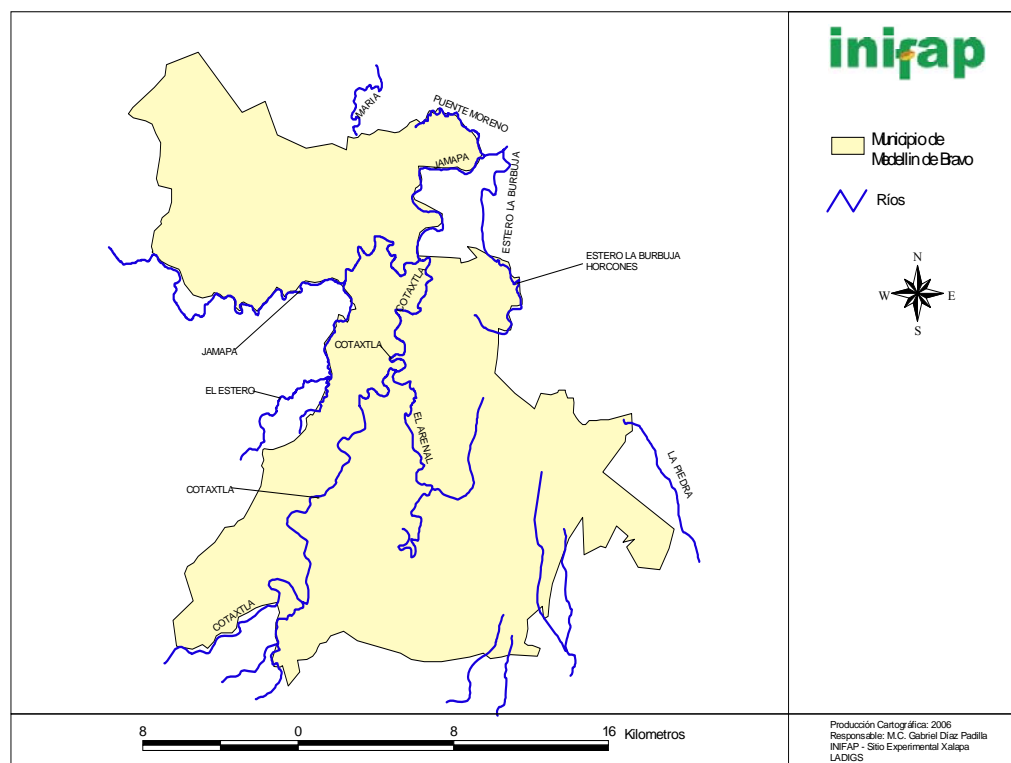 inifap
Municipio de
Medellin de Bravo
Ríos
N
W
E
S
MARIA
PUENTE MORENO
JAMAPA
ESTERO LA BURBUJA
ESTERO LA BURBUJA
HORCONES
COTAXTLA
COTAXTLA
JAMAPA
EL ESTERO
EL ARENAL
LA PIEDRA
COTAXTLA
COTAXTLA
8
0
8
16
Kilometros
Producción Cartográfica: 2006
Responsable: M.C. Gabriel Díaz Padilla
INIFAP - Sitio Experimental Xalapa
LADIGS